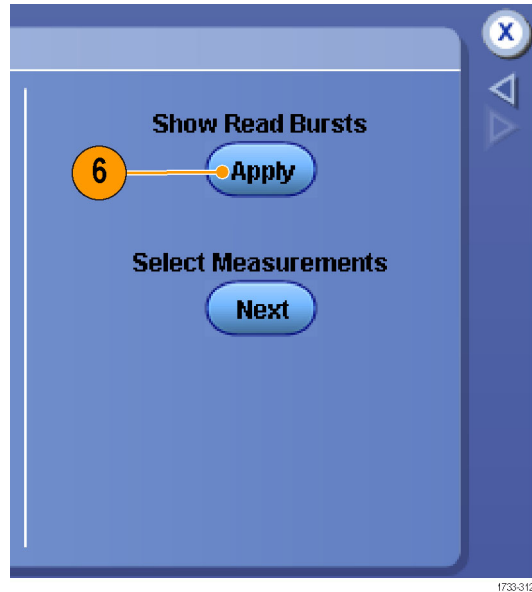 X
Show Read Bursts
6
Apply
Select Measurements
Next
1733-312